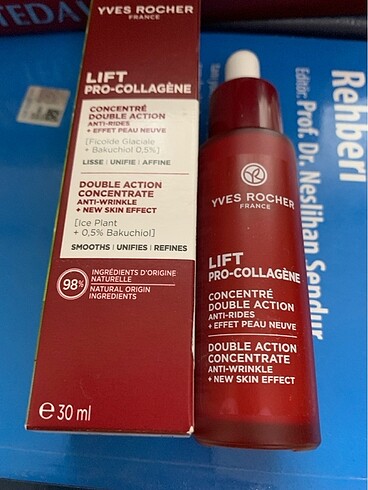 YVES ROCHER
FRANCE
LIFT
PRO-COLLAGÈNE
CONCENTRÉ
DOUBLE ACTION
ANTI-RIDES
+ EFFET PEAU NEUVE
[Ficoïde Glaciale
+ Bakuchiol 0,5%]
LISSE | UNIFIE | AFFINE
DOUBLE ACTION
CONCENTRATE
ANTI-WRINKLE
+ NEW SKIN EFFECT
[Ice Plant
+ 0,5% Bakuchiol]
SMOOTHS | UNIFIES | REFINES
98%
INGRÉDIENTS D'ORIGINE
NATURELLE
NATURAL ORIGIN
INGREDIENTS
e 30 ml
YVES ROCHER
FRANCE
LIFT
PRO-COLLAGÈNE
CONCENTRÉ
DOUBLE ACTION
ANTI-RIDES
+ EFFET PEAU NEUVE
DOUBLE ACTION
CONCENTRATE
ANTI-WRINKLE
+ NEW SKIN EFFECT
Rehberi
Editör: Prof. Dr. Neslihan Şendur